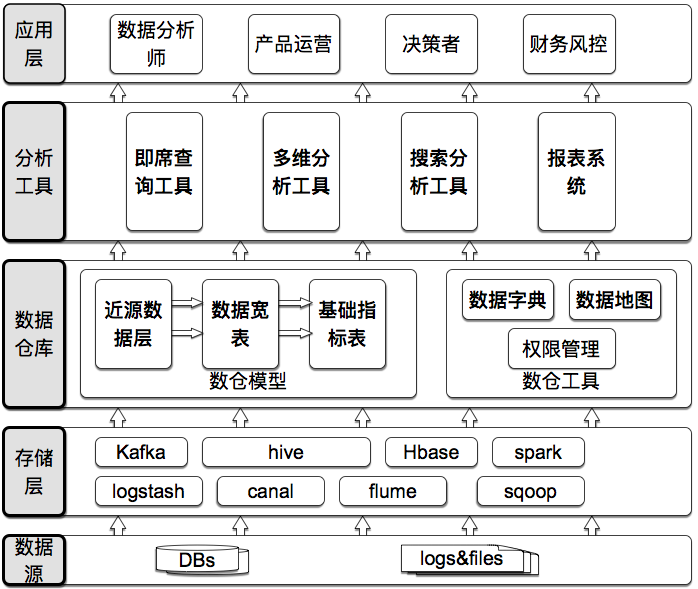 应用
层
数据分析
师
产品运营
决策者
财务风控
分析
工具
即席查
询工具
多维分
析工具
搜索分
析工具
报表系
统
数据
仓库
近源数
据层
数据宽
表
基础指
标表
数仓模型
数据字典
数据地图
权限管理
数仓工具
存储
层
Kafka
hive
Hbase
spark
logstash
canal
flume
sqoop
数据
源
DBs
logs&files